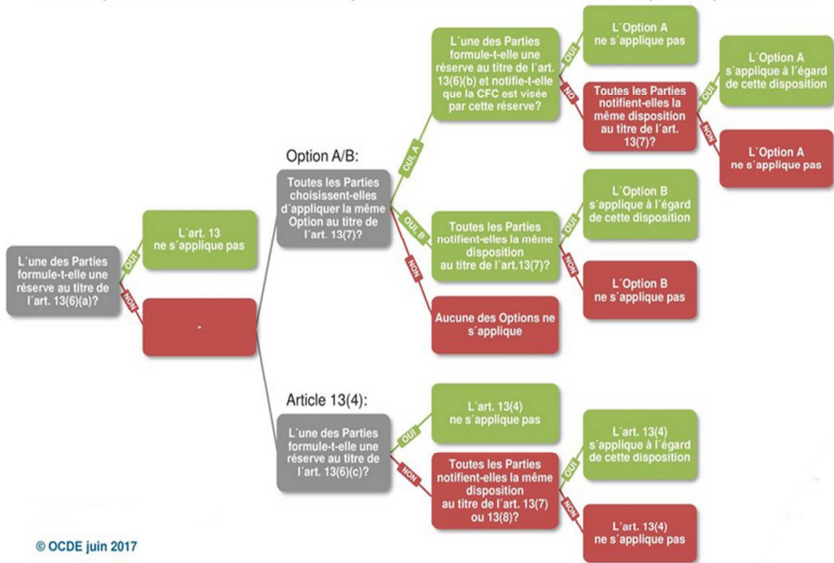 L´une des Parties
formule-t-elle une
réserve au titre de
l´art. 13(6)(a)?
OUI
L´art. 13
ne s´applique pas
NON
-
Option A/B:
Toutes les Parties
choisissent-elles
d´appliquer la même
Option au titre de
l´art. 13(7)?
OUI, A
L´une des Parties
formule-t-elle une
réserve au titre de l´art.
13(6)(b) et notifie-t-elle
que la CFC est visée
par cette réserve?
OUI
L´Option A
ne s´applique pas
NO
Toutes les Parties
notifient-elles la
même disposition
au titre de l´art.
13(7)?
OUI
L´Option A
s´applique à l´égard
de cette disposition
NON
L´Option A
ne s´applique pas
OUI, B
Toutes les Parties
notifient-elles la même
disposition
au titre de l´art.13(7)?
OUI
L´Option B
s´applique à l´égard
de cette disposition
NON
L´Option B
ne s´applique pas
NON
Aucune des Options ne
s´applique
Article 13(4):
L´une des Parties
formule-t-elle une
réserve au titre de
l´art. 13(6)(c)?
OUI
L´art. 13(4)
ne s´applique pas
NON
Toutes les Parties
notifient-elles la même
disposition
au titre de l´art. 13(7)
ou 13(8)?
OUI
L´art. 13(4)
s´applique à l´égard
de cette disposition
NON
L´art. 13(4)
ne s´applique pas
© OCDE juin 2017